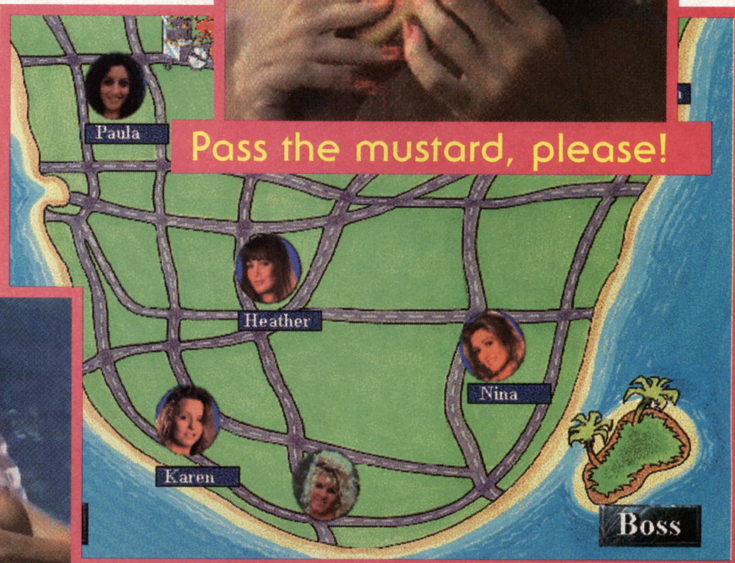 Paula
Pass the mustard, please!
Heather
Nina
Karen
Boss